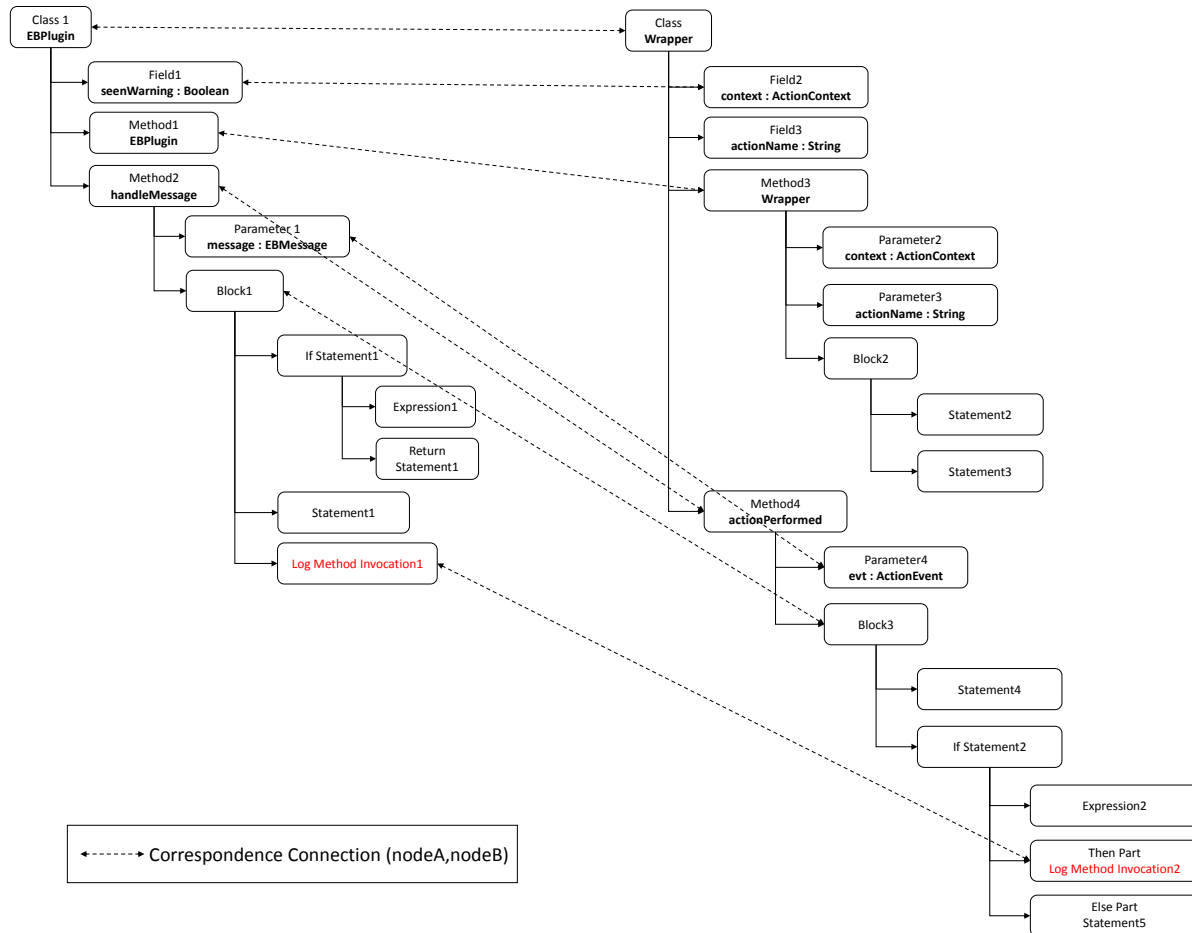 Class 1
EBPlugin
Class
Wrapper
Field1
seenWarning : Boolean
Field2
context : ActionContext
Method1
EBPlugin
Field3
actionName : String
Method2
handleMessage
Method3
Wrapper
Parameter 1
message : EBMessage
Parameter2
context : ActionContext
Block1
Parameter3
actionName : String
If Statement1
Block2
Expression1
Statement2
Return
Statement1
Statement3
Statement1
Method4
actionPerformed
Log Method Invocation1
Parameter4
evt : ActionEvent
Block3
Statement4
If Statement2
Expression2
Correspondence Connection (nodeA,nodeB)
Then Part
Log Method Invocation2
Else Part
Statement5